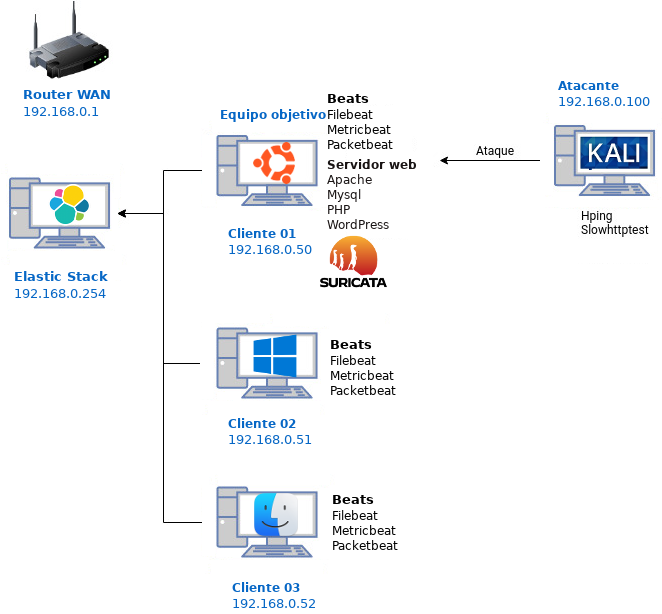 Router WAN
192.168.0.1
Elastic Stack
192.168.0.254
Equipo objetivo
Cliente 01
192.168.0.50
Beats
Filebeat
Metricbeat
Packetbeat
Servidor web
Apache
Mysql
PHP
WordPress
SURICATA
Ataque
Atacante
192.168.0.100
KALI
Hping
Slowhttptest
Cliente 02
192.168.0.51
Beats
Filebeat
Metricbeat
Packetbeat
Cliente 03
192.168.0.52
Beats
Filebeat
Metricbeat
Packetbeat